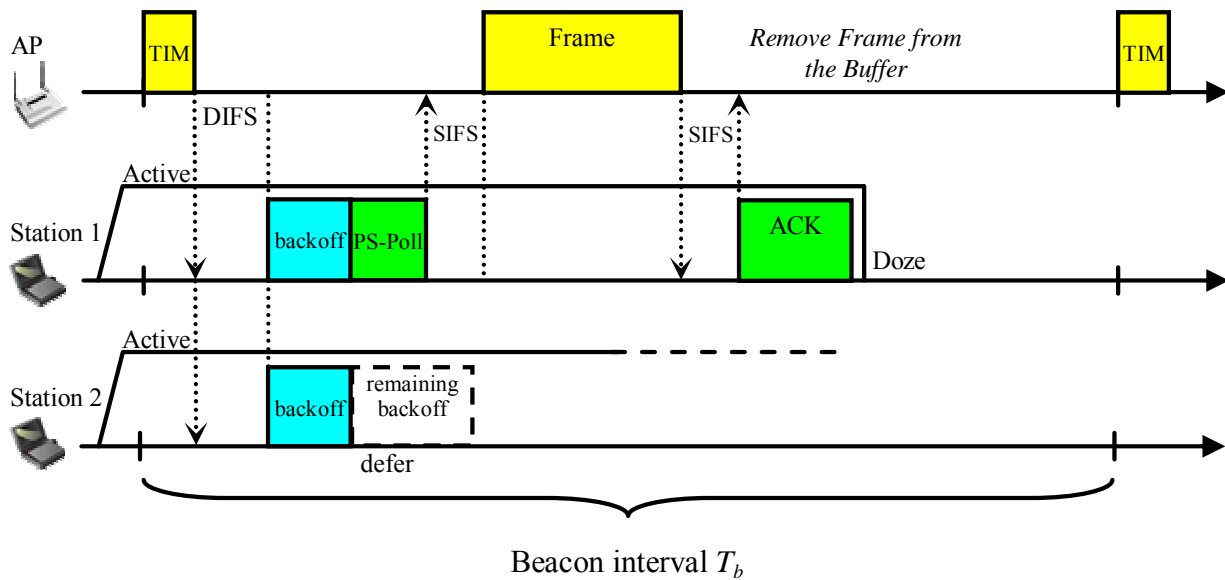 AP
TIM
Frame
Remove Frame from
the Buffer
TIM
DIFS
SIFS
SIFS
Active
Station 1
backoff
PS-Poll
ACK
Doze
Active
Station 2
backoff
remaining
backoff
defer
Beacon interval T_b